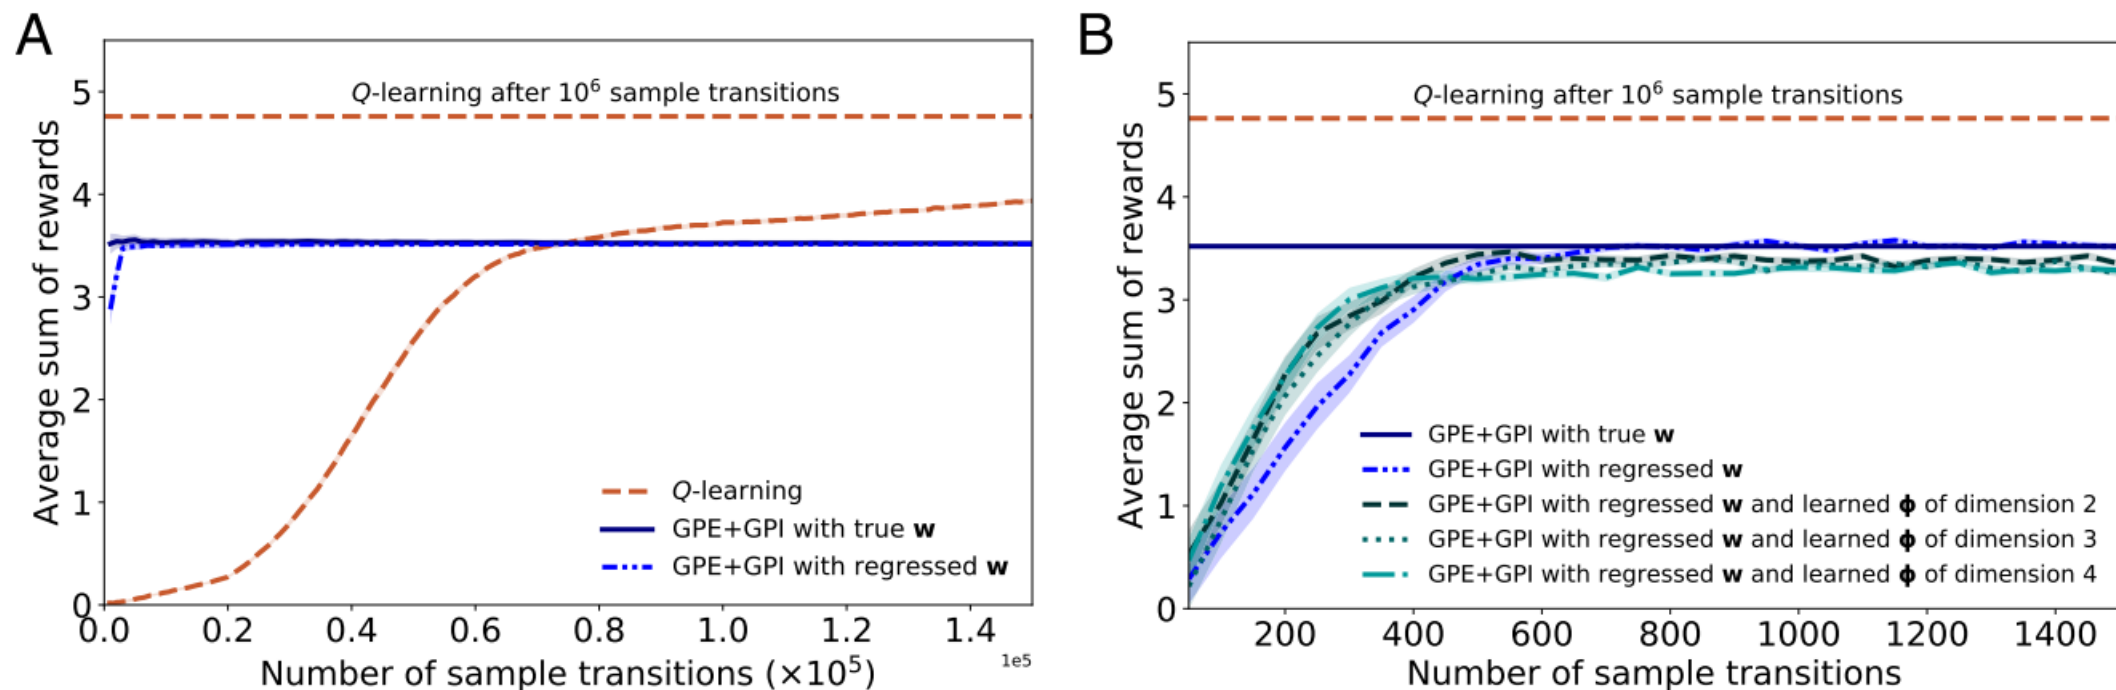 A
Q-learning after 10⁶ sample transitions
Average sum of rewards
5
4
3
2
1
0
0.0 0.2 0.4 0.6 0.8 1.0 1.2 1.4
1e5
Number of sample transitions (×10⁵)
Q-learning
GPE+GPI with true w
GPE+GPI with regressed w
B
Q-learning after 10⁶ sample transitions
Average sum of rewards
5
4
3
2
1
0
200 400 600 800 1000 1200 1400
Number of sample transitions
GPE+GPI with true w
GPE+GPI with regressed w
GPE+GPI with regressed w and learned ϕ of dimension 2
GPE+GPI with regressed w and learned ϕ of dimension 3
GPE+GPI with regressed w and learned ϕ of dimension 4